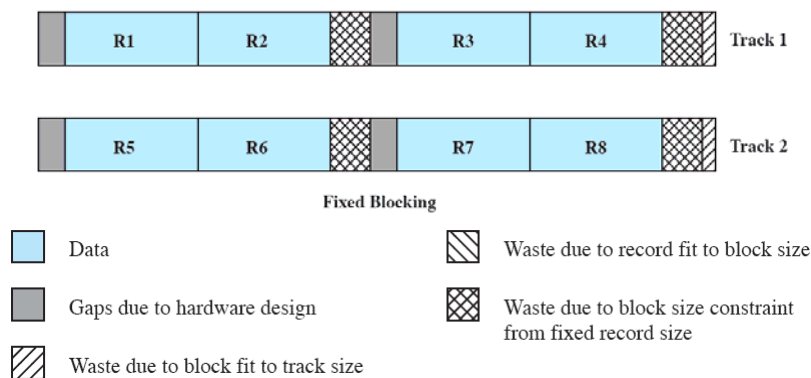 R1 R2 R3 R4 Track 1
R5 R6 R7 R8 Track 2
Fixed Blocking
Data
Waste due to record fit to block size
Gaps due to hardware design
Waste due to block size constraint
from fixed record size
Waste due to block fit to track size